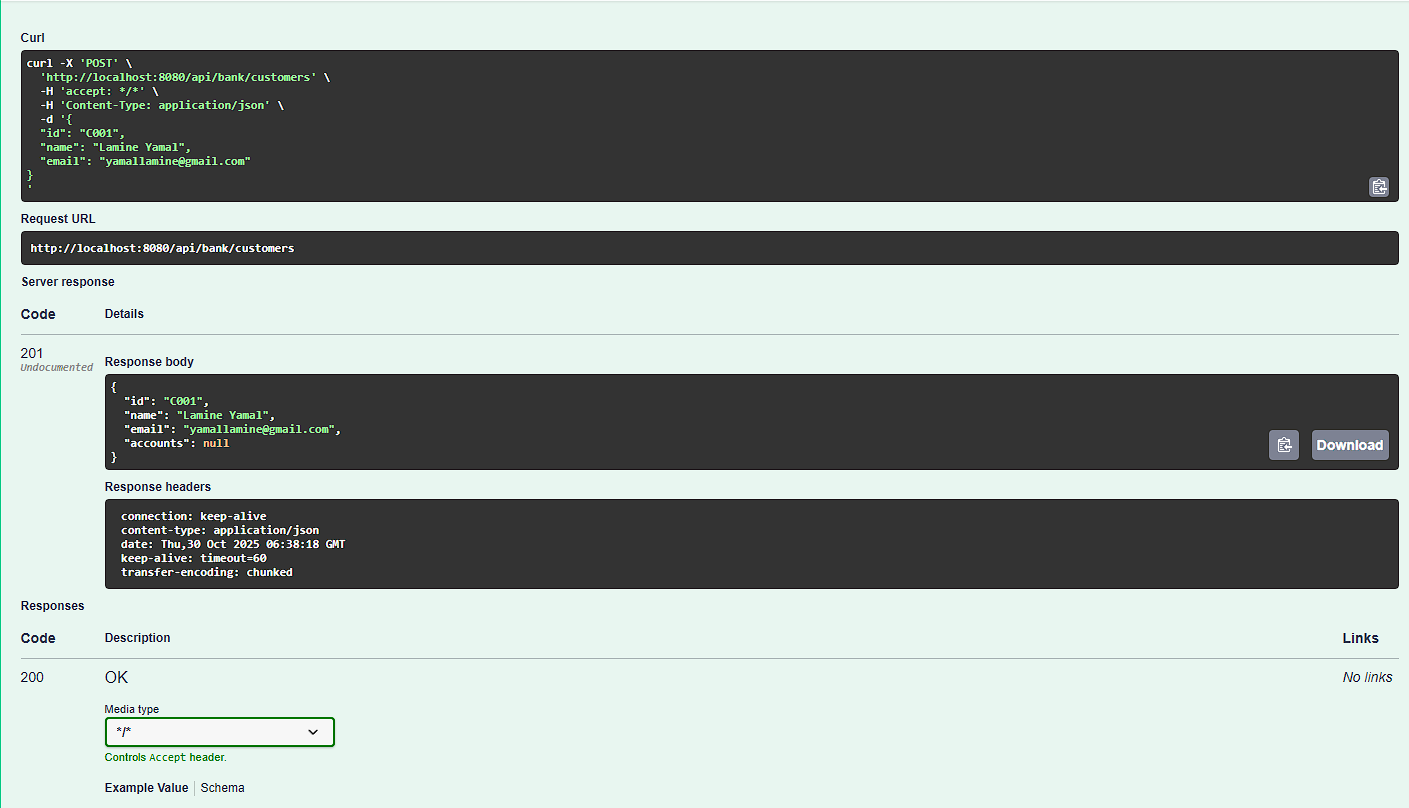 Curl
curl -X 'POST' \
  'http://localhost:8080/api/bank/customers' \
  -H 'accept: */*' \
  -H 'Content-Type: application/json' \
  -d '{
  "id": "C001",
  "name": "Lamine Yamal",
  "email": "yamallamine@gmail.com"
}
'
Request URL
http://localhost:8080/api/bank/customers
Server response
Code Details
201
Undocumented
Response body
{
  "id": "C001",
  "name": "Lamine Yamal",
  "email": "yamallamine@gmail.com",
  "accounts": null
}
Download
Response headers
connection: keep-alive
content-type: application/json
date: Thu,30 Oct 2025 06:38:18 GMT
keep-alive: timeout=60
transfer-encoding: chunked
Responses
Code Description Links
200 OK No links
Media type
*/*
Controls Accept header.
Example Value Schema